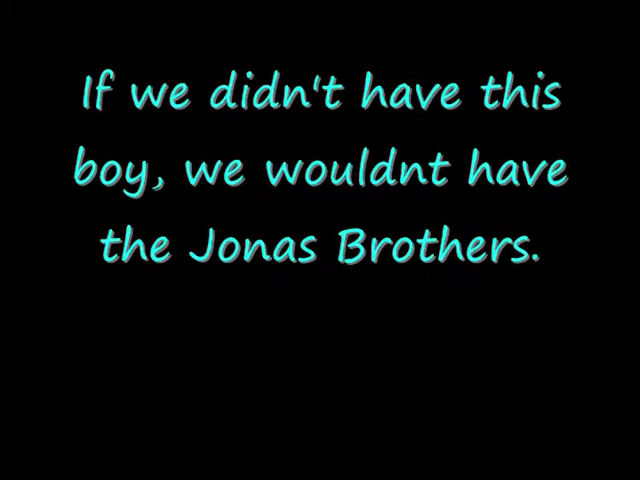 If we didn't have this
boy, we wouldnt have
the Jonas Brothers.